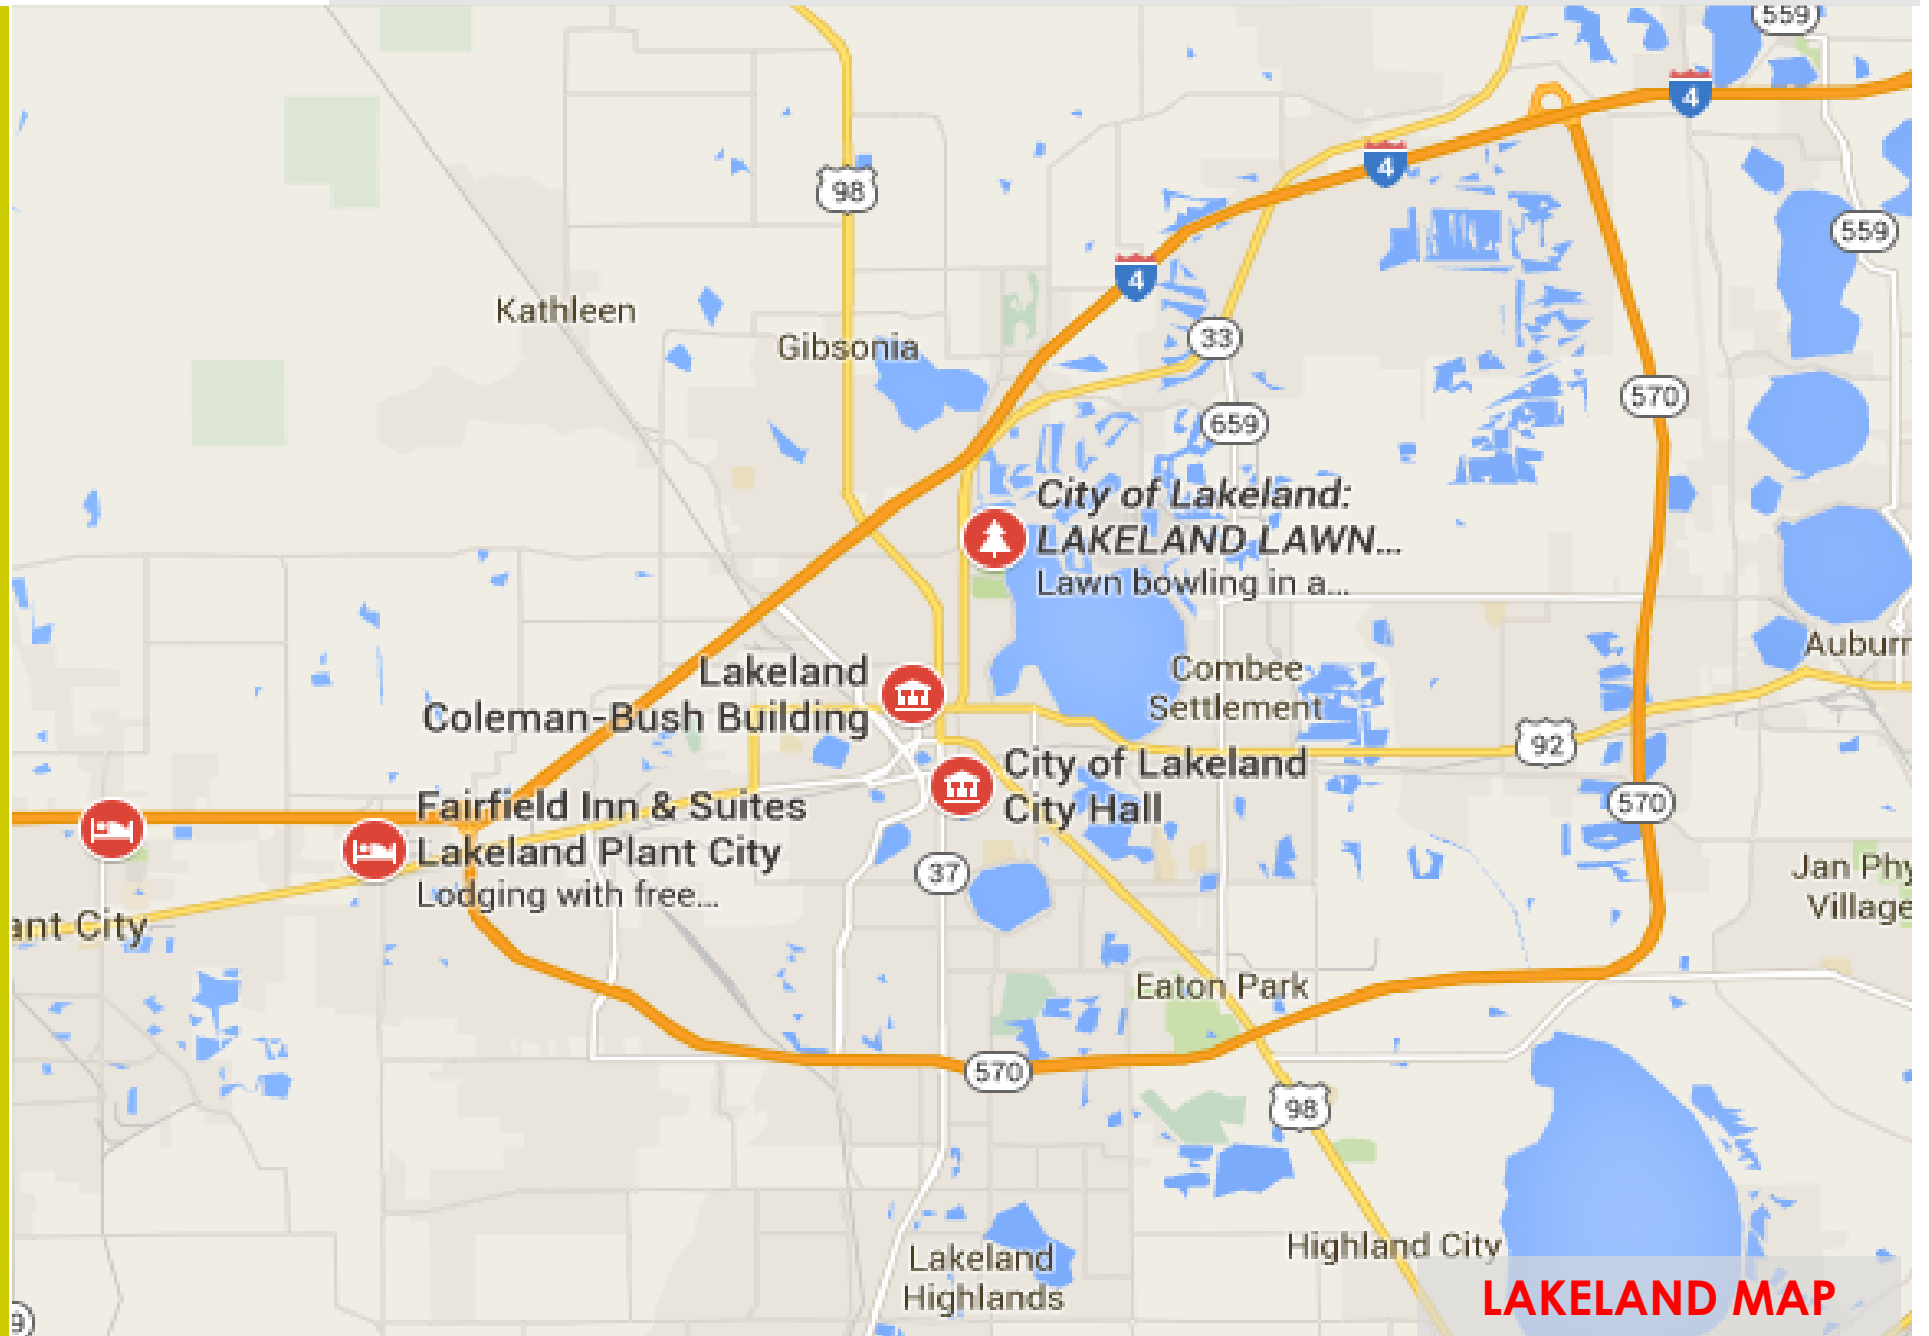 559
4
4
98
559
4
Kathleen
33
Gibsonia
570
659
City of Lakeland:
LAKELAND LAWN...
Lawn bowling in a...
Lakeland
Coleman-Bush Building
Combee
Settlement
Auburn
92
City of Lakeland
City Hall
570
Fairfield Inn & Suites
Lakeland Plant City
Lodging with free...
37
Jan Phy
Village
ant City
Eaton Park
570
98
Highland City
Lakeland
Highlands
LAKELAND MAP
9